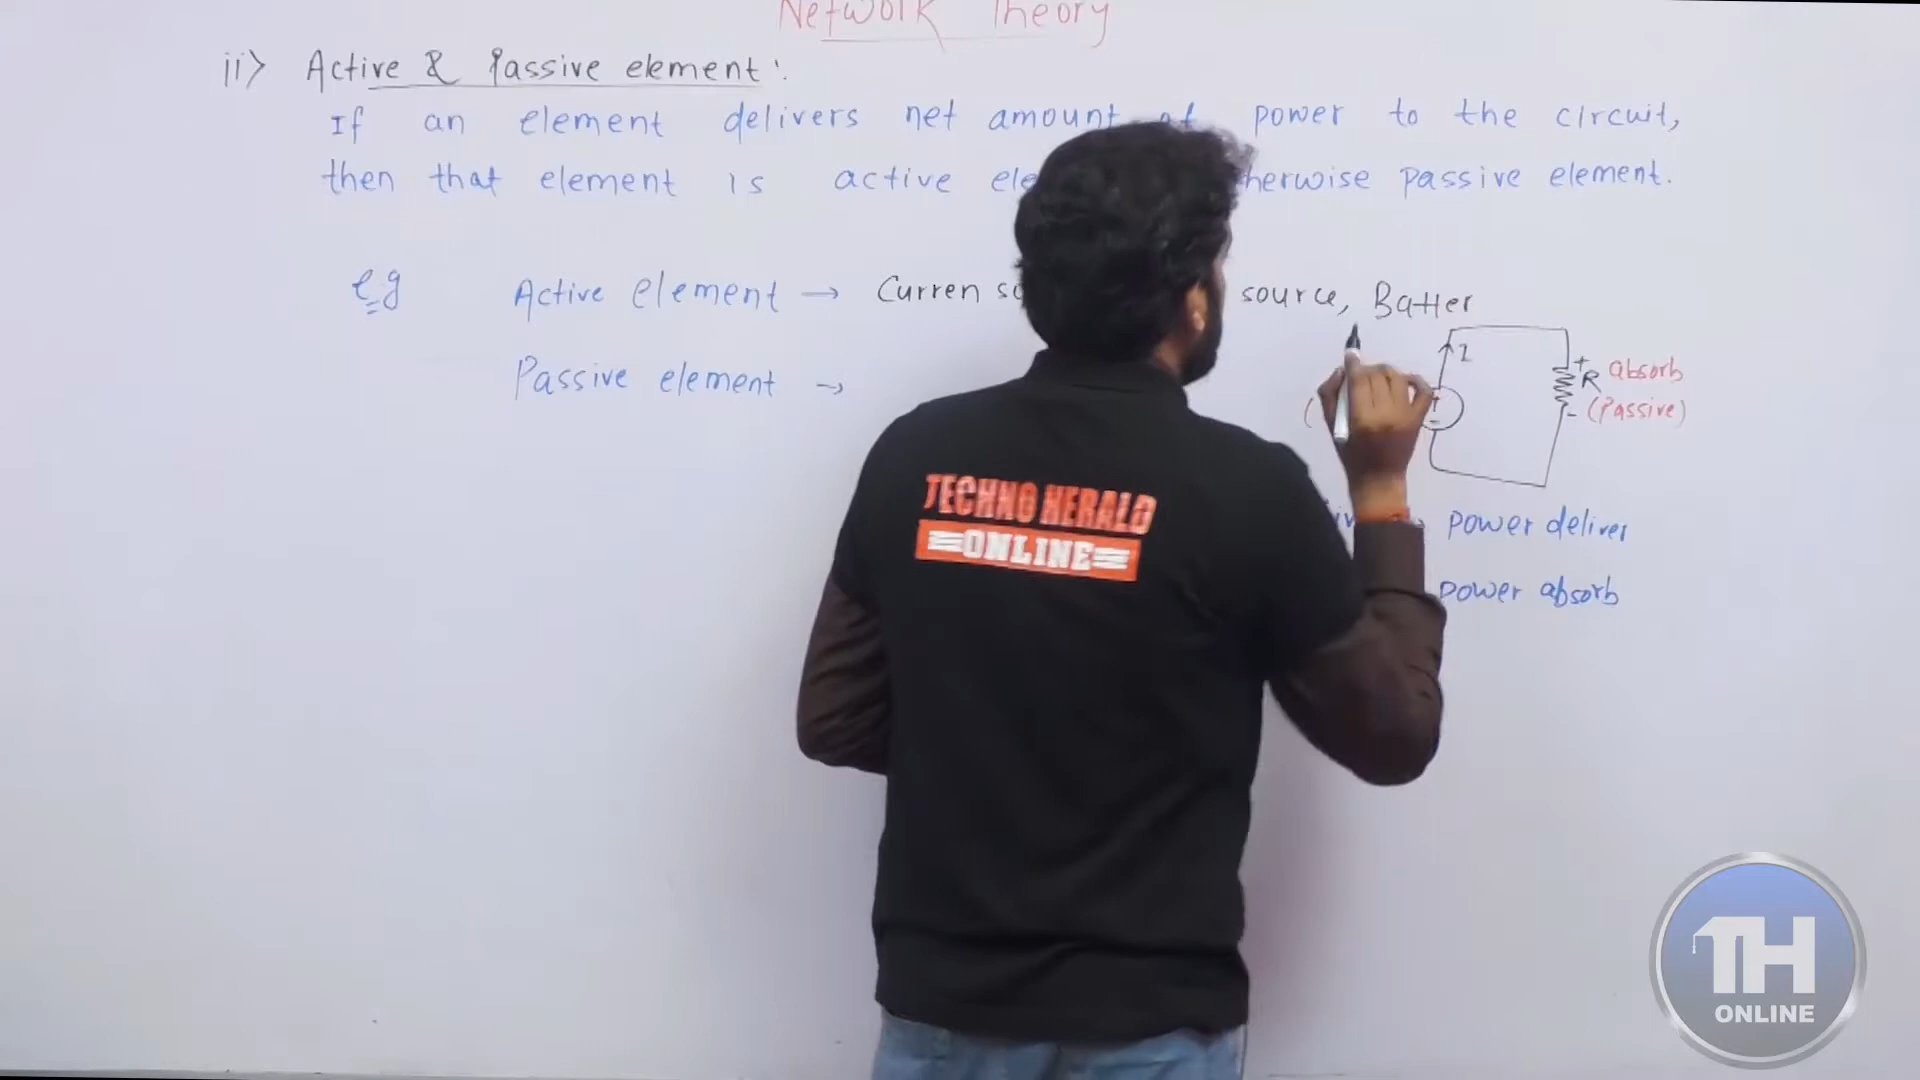 Network Theory
ii> Active & Passive element :
If an element delivers net amount of power to the circuit,
then that element is active herwise passive element.
e.g Active element → Curren source, Batter
Passive element →
I
+
R absorb
- (Passive)
+
-
power deliver
power absorb
TECHNO HERALD
ONLINE
TH
ONLINE